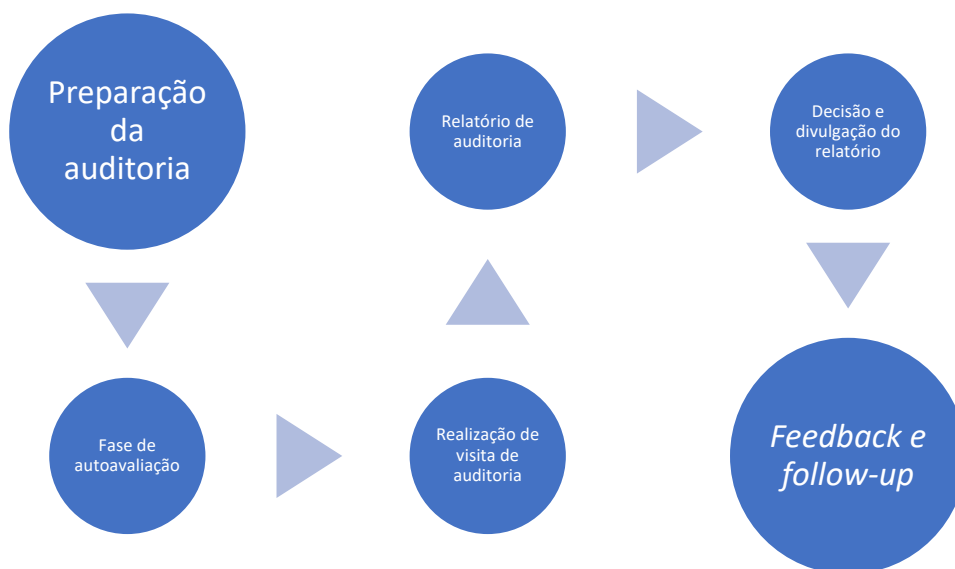 Preparação
da
auditoria
Fase de
autoavaliação
Realização de
visita de
auditoria
Relatório de
auditoria
Decisão e
divulgação do
relatório
Feedback e
follow-up